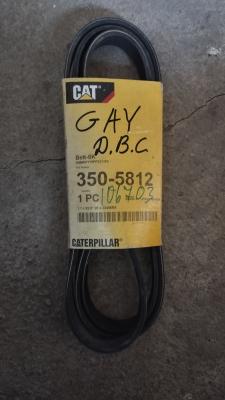 CAT
GAY
D.B.C.
Belt-SK
350-5812
1 PC
106703
CATERPILLAR